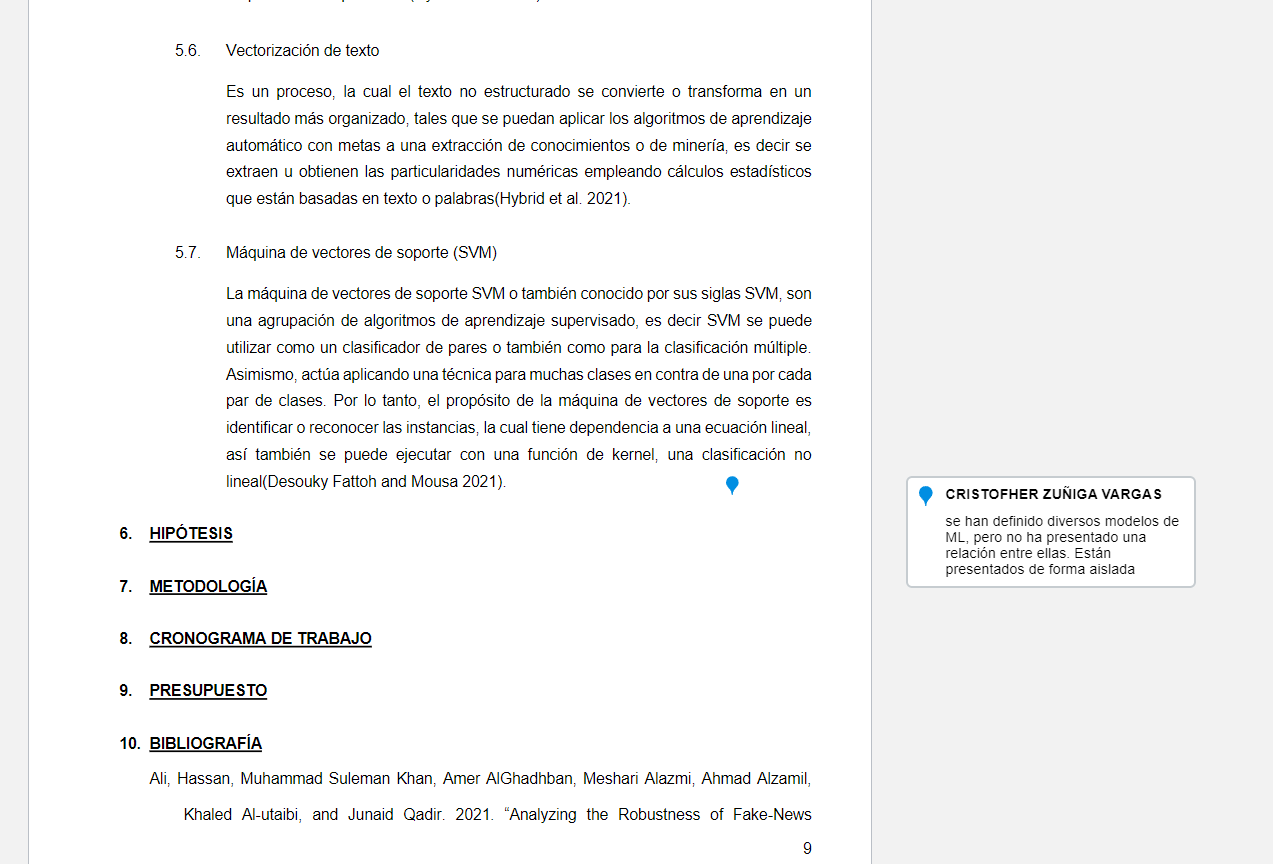 5.6. Vectorización de texto
Es un proceso, la cual el texto no estructurado se convierte o transforma en un
resultado más organizado, tales que se puedan aplicar los algoritmos de aprendizaje
automático con metas a una extracción de conocimientos o de minería, es decir se
extraen u obtienen las particularidades numéricas empleando cálculos estadísticos
que están basadas en texto o palabras(Hybrid et al. 2021).
5.7. Máquina de vectores de soporte (SVM)
La máquina de vectores de soporte SVM o también conocido por sus siglas SVM, son
una agrupación de algoritmos de aprendizaje supervisado, es decir SVM se puede
utilizar como un clasificador de pares o también como para la clasificación múltiple.
Asimismo, actúa aplicando una técnica para muchas clases en contra de una por cada
par de clases. Por lo tanto, el propósito de la máquina de vectores de soporte es
identificar o reconocer las instancias, la cual tiene dependencia a una ecuación lineal,
así también se puede ejecutar con una función de kernel, una clasificación no
lineal(Desouky Fattoh and Mousa 2021).
CRISTOFHER ZUÑIGA VARGAS
se han definido diversos modelos de
ML, pero no ha presentado una
relación entre ellas. Están
presentados de forma aislada
6. HIPÓTESIS
7. METODOLOGÍA
8. CRONOGRAMA DE TRABAJO
9. PRESUPUESTO
10. BIBLIOGRAFÍA
Ali, Hassan, Muhammad Suleman Khan, Amer AlGhadhban, Meshari Alazmi, Ahmad Alzamil,
Khaled Al-utaibi, and Junaid Qadir. 2021. “Analyzing the Robustness of Fake-News
9